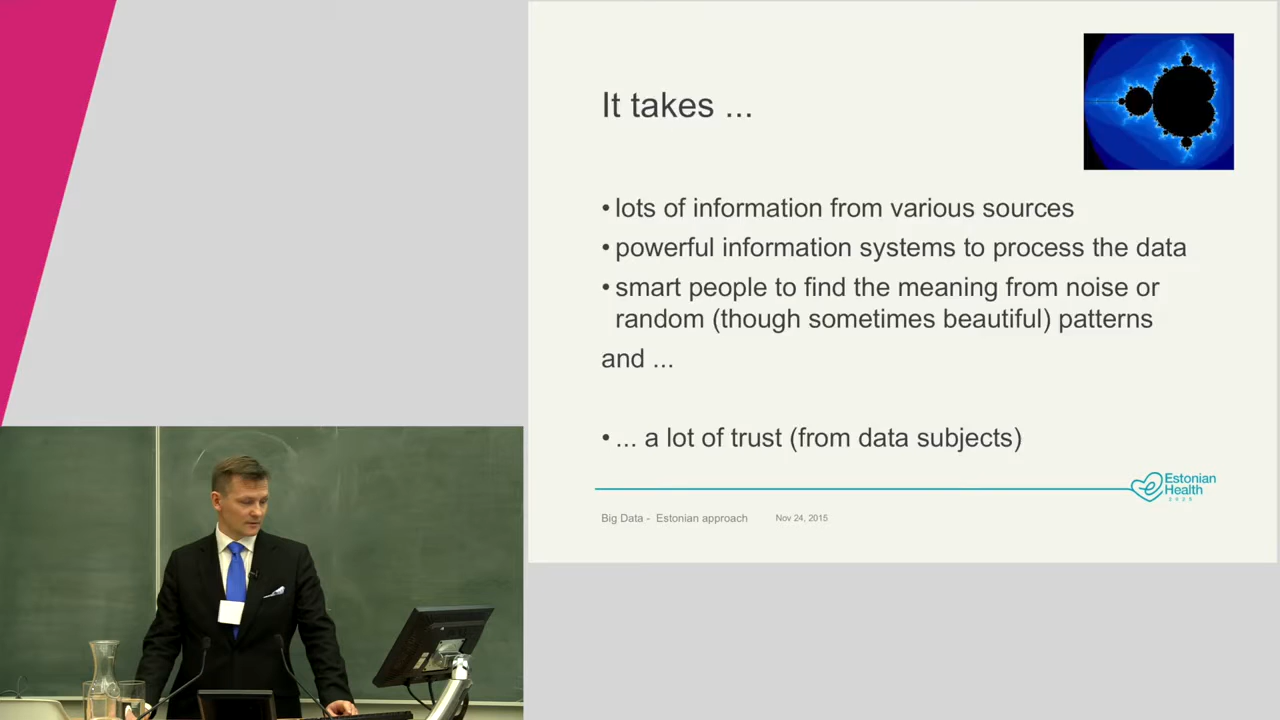 It takes ...
• lots of information from various sources
• powerful information systems to process the data
• smart people to find the meaning from noise or
random (though sometimes beautiful) patterns
and ...
• ... a lot of trust (from data subjects)
Estonian
Health
2020
Big Data - Estonian approach Nov 24, 2015